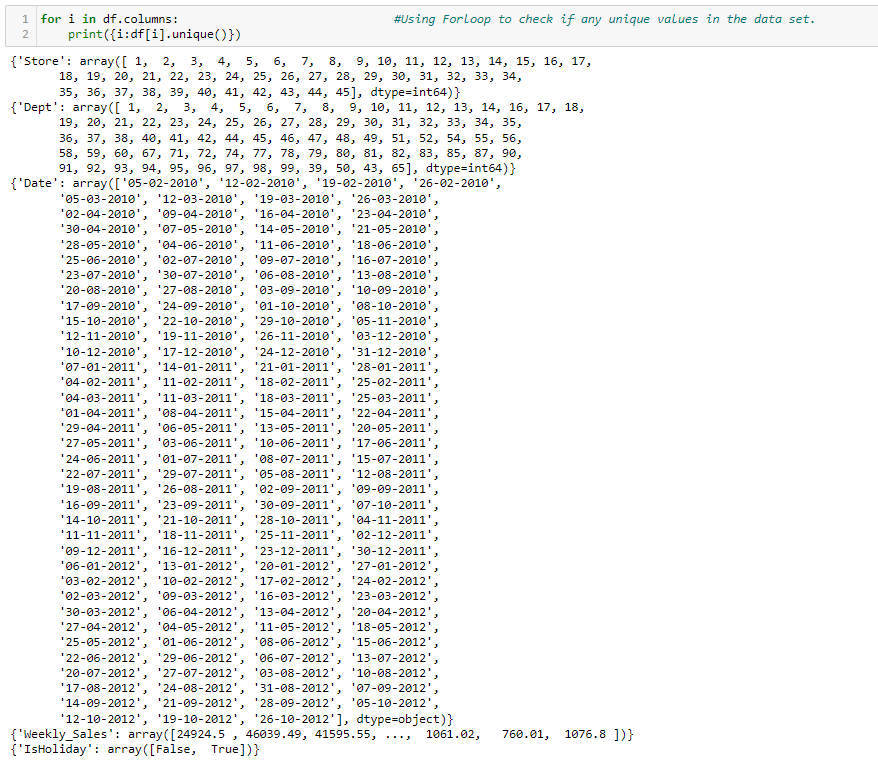 1 for i in df.columns: #Using Forloop to check if any unique values in the data set.
2 print({i:df[i].unique()})
{'Store': array([ 1, 2, 3, 4, 5, 6, 7, 8, 9, 10, 11, 12, 13, 14, 15, 16, 17,
18, 19, 20, 21, 22, 23, 24, 25, 26, 27, 28, 29, 30, 31, 32, 33, 34,
35, 36, 37, 38, 39, 40, 41, 42, 43, 44, 45], dtype=int64)}
{'Dept': array([ 1, 2, 3, 4, 5, 6, 7, 8, 9, 10, 11, 12, 13, 14, 16, 17, 18,
19, 20, 21, 22, 23, 24, 25, 26, 27, 28, 29, 30, 31, 32, 33, 34, 35,
36, 37, 38, 40, 41, 42, 44, 45, 46, 47, 48, 49, 51, 52, 54, 55, 56,
58, 59, 60, 67, 71, 72, 74, 77, 78, 79, 80, 81, 82, 83, 85, 87, 90,
91, 92, 93, 94, 95, 96, 97, 98, 99, 39, 50, 43, 65], dtype=int64)}
{'Date': array(['05-02-2010', '12-02-2010', '19-02-2010', '26-02-2010',
'05-03-2010', '12-03-2010', '19-03-2010', '26-03-2010',
'02-04-2010', '09-04-2010', '16-04-2010', '23-04-2010',
'30-04-2010', '07-05-2010', '14-05-2010', '21-05-2010',
'28-05-2010', '04-06-2010', '11-06-2010', '18-06-2010',
'25-06-2010', '02-07-2010', '09-07-2010', '16-07-2010',
'23-07-2010', '30-07-2010', '06-08-2010', '13-08-2010',
'20-08-2010', '27-08-2010', '03-09-2010', '10-09-2010',
'17-09-2010', '24-09-2010', '01-10-2010', '08-10-2010',
'15-10-2010', '22-10-2010', '29-10-2010', '05-11-2010',
'12-11-2010', '19-11-2010', '26-11-2010', '03-12-2010',
'10-12-2010', '17-12-2010', '24-12-2010', '31-12-2010',
'07-01-2011', '14-01-2011', '21-01-2011', '28-01-2011',
'04-02-2011', '11-02-2011', '18-02-2011', '25-02-2011',
'04-03-2011', '11-03-2011', '18-03-2011', '25-03-2011',
'01-04-2011', '08-04-2011', '15-04-2011', '22-04-2011',
'29-04-2011', '06-05-2011', '13-05-2011', '20-05-2011',
'27-05-2011', '03-06-2011', '10-06-2011', '17-06-2011',
'24-06-2011', '01-07-2011', '08-07-2011', '15-07-2011',
'22-07-2011', '29-07-2011', '05-08-2011', '12-08-2011',
'19-08-2011', '26-08-2011', '02-09-2011', '09-09-2011',
'16-09-2011', '23-09-2011', '30-09-2011', '07-10-2011',
'14-10-2011', '21-10-2011', '28-10-2011', '04-11-2011',
'11-11-2011', '18-11-2011', '25-11-2011', '02-12-2011',
'09-12-2011', '16-12-2011', '23-12-2011', '30-12-2011',
'06-01-2012', '13-01-2012', '20-01-2012', '27-01-2012',
'03-02-2012', '10-02-2012', '17-02-2012', '24-02-2012',
'02-03-2012', '09-03-2012', '16-03-2012', '23-03-2012',
'30-03-2012', '06-04-2012', '13-04-2012', '20-04-2012',
'27-04-2012', '04-05-2012', '11-05-2012', '18-05-2012',
'25-05-2012', '01-06-2012', '08-06-2012', '15-06-2012',
'22-06-2012', '29-06-2012', '06-07-2012', '13-07-2012',
'20-07-2012', '27-07-2012', '03-08-2012', '10-08-2012',
'17-08-2012', '24-08-2012', '31-08-2012', '07-09-2012',
'14-09-2012', '21-09-2012', '28-09-2012', '05-10-2012',
'12-10-2012', '19-10-2012', '26-10-2012'], dtype=object)}
{'Weekly_Sales': array([24924.5 , 46039.49, 41595.55, ..., 1061.02, 760.01, 1076.8 ])}
{'IsHoliday': array([False, True])}